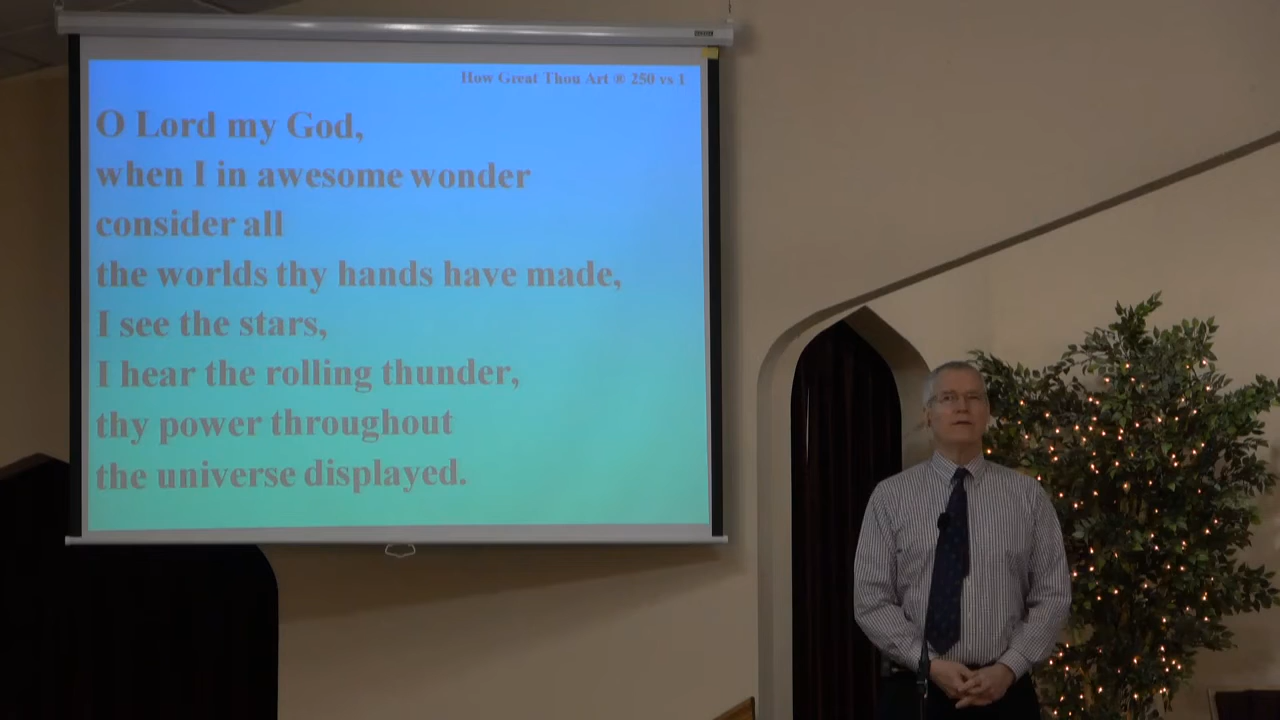 How Great Thou Art ® 250 vs 1
O Lord my God,
when I in awesome wonder
consider all
the worlds thy hands have made,
I see the stars,
I hear the rolling thunder,
thy power throughout
the universe displayed.